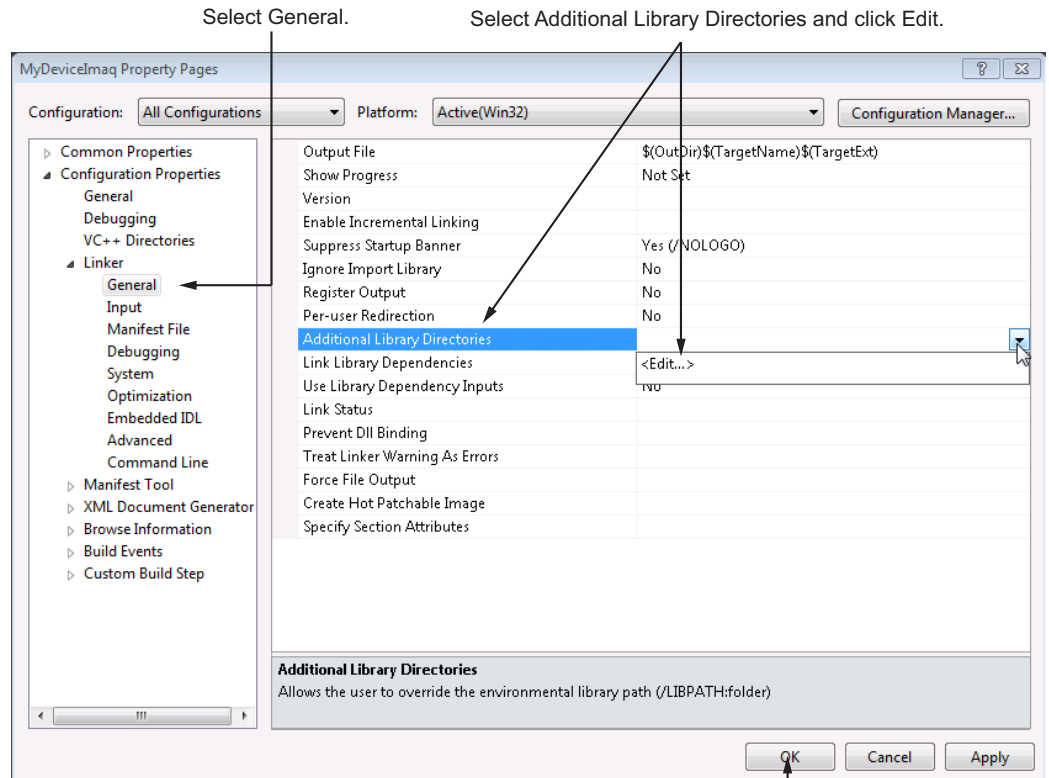 Select General.
Select Additional Library Directories and click Edit.
MyDeviceImaq Property Pages
Configuration: All Configurations Platform: Active(Win32) Configuration Manager...
Common Properties
Configuration Properties
General
Debugging
VC++ Directories
Linker
General
Input
Manifest File
Debugging
System
Optimization
Embedded IDL
Advanced
Command Line
Manifest Tool
XML Document Generator
Browse Information
Build Events
Custom Build Step
Output File $(OutDir)$(TargetName)$(TargetExt)
Show Progress Not Set
Version
Enable Incremental Linking
Suppress Startup Banner Yes (/NOLOGO)
Ignore Import Library No
Register Output No
Per-user Redirection No
Additional Library Directories
Link Library Dependencies <Edit...>
Use Library Dependency Inputs No
Link Status
Prevent Dll Binding
Treat Linker Warning As Errors
Force File Output
Create Hot Patchable Image
Specify Section Attributes
Additional Library Directories
Allows the user to override the environmental library path (/LIBPATH:folder)
OK Cancel Apply